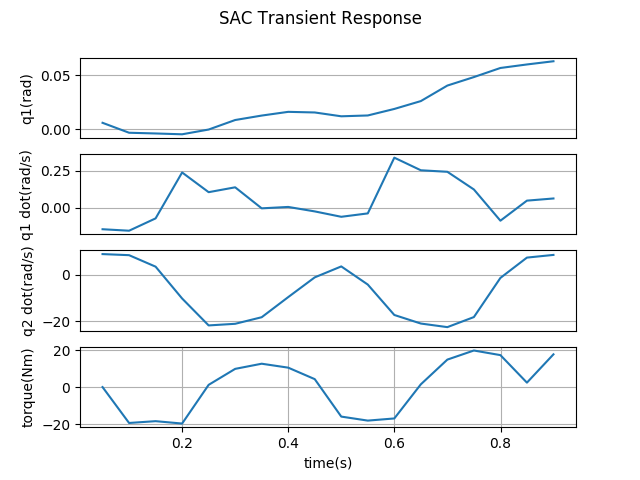 SAC Transient Response
q1(rad)
0.05
0.00
q1 dot(rad/s)
0.25
0.00
q2 dot(rad/s)
0
−20
torque(Nm)
20
0
−20
0.2 0.4 0.6 0.8
time(s)